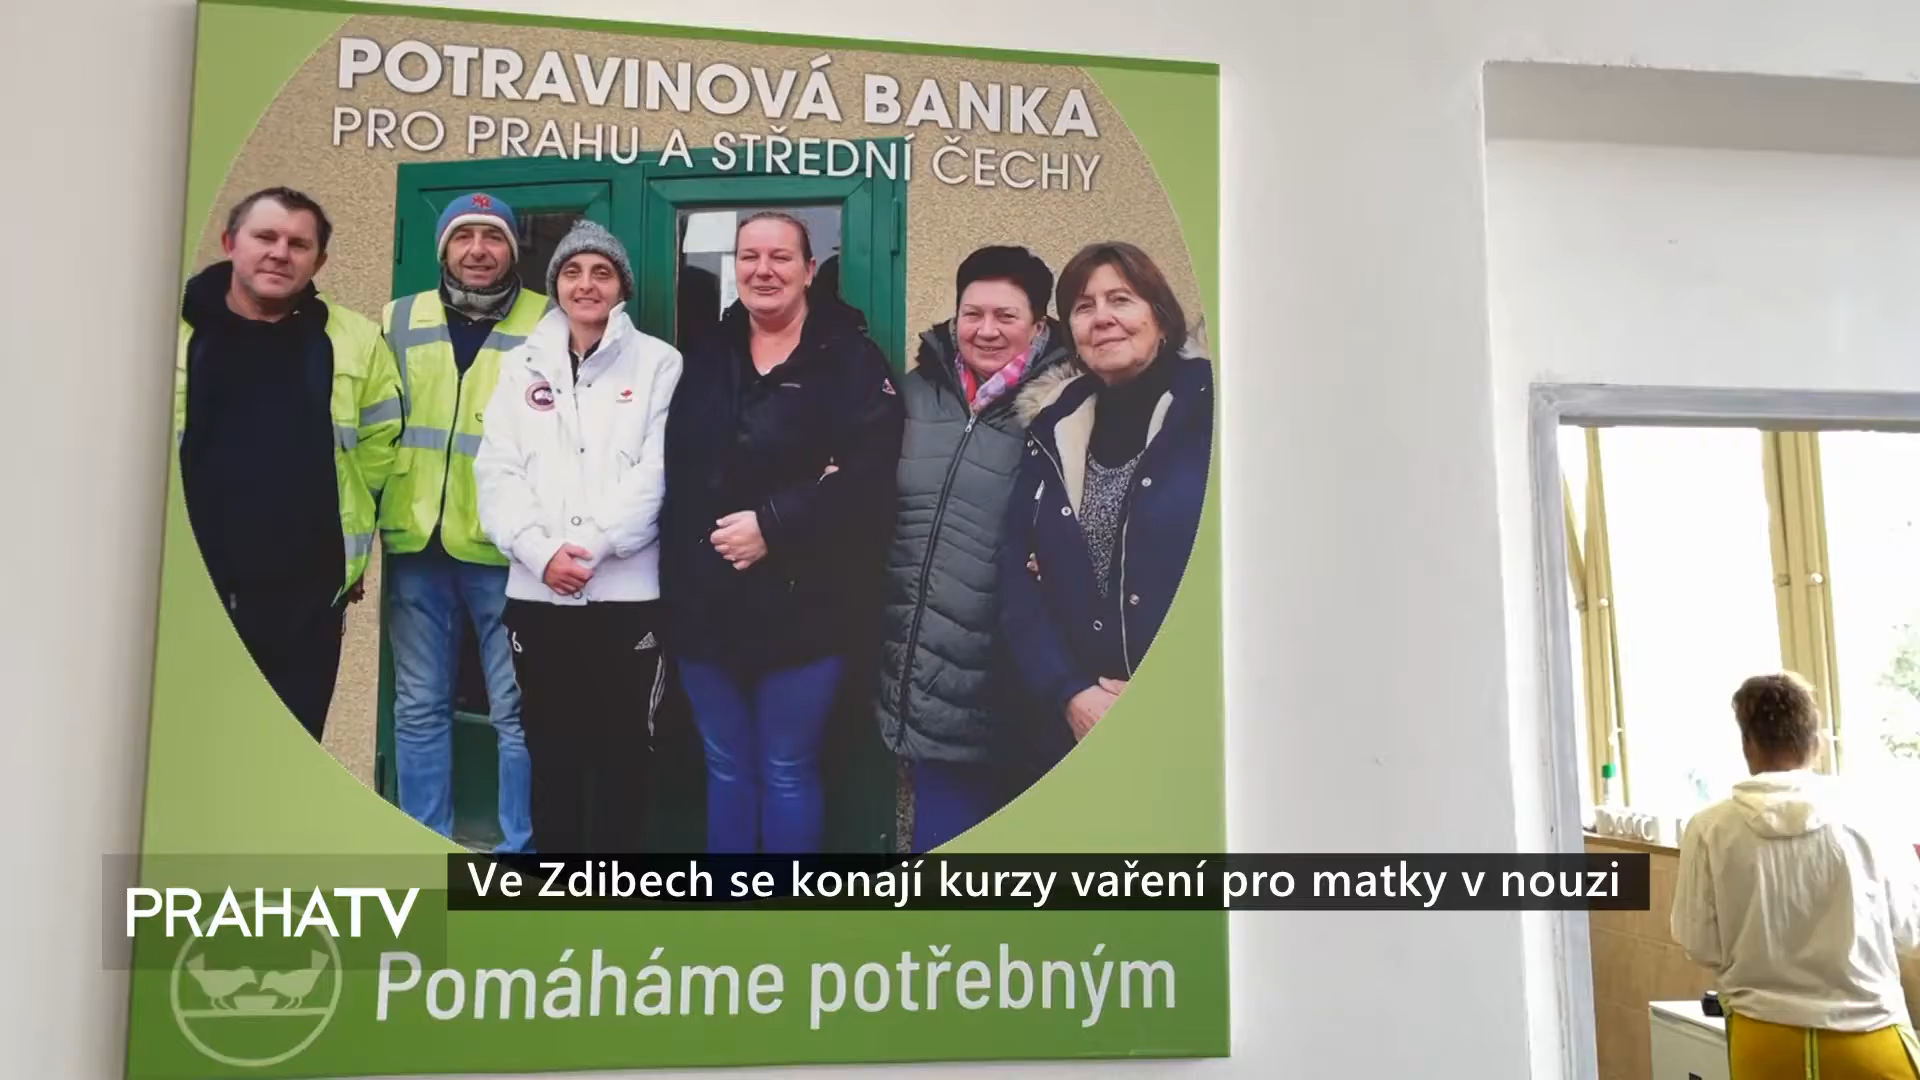 POTRAVINOVÁ BANKA
PRO PRAHU A STŘEDNÍ ČECHY
Ve Zdibech se konají kurzy vaření pro matky v nouzi
PRAHATV
Pomáháme potřebným